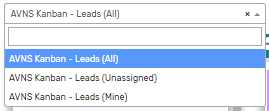 AVNS Kanban - Leads (All) ×
AVNS Kanban - Leads (All)
AVNS Kanban - Leads (Unassigned)
AVNS Kanban - Leads (Mine)